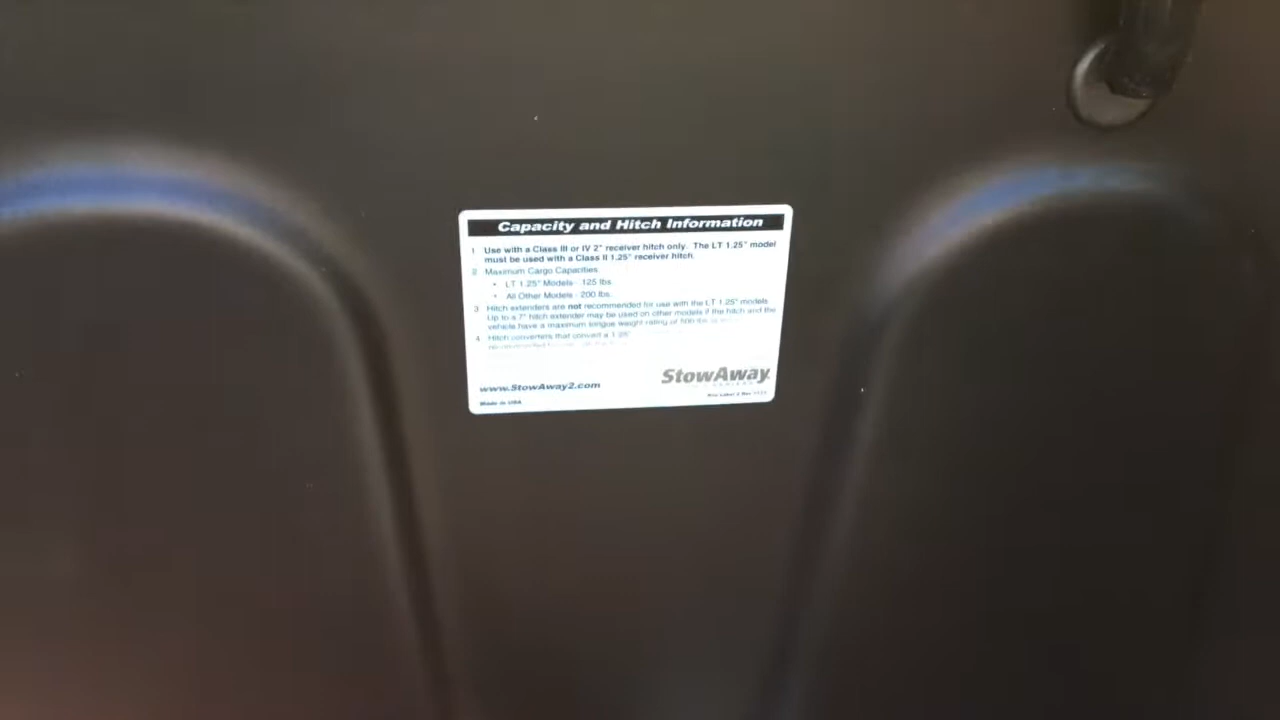 Capacity and Hitch Information
1 Use with a Class III or IV 2" receiver hitch only. The LT 1.25" model
must be used with a Class II 1.25" receiver hitch.
2 Maximum Cargo Capacities
• LT 1.25" Models - 125 lbs
• All Other Models - 200 lbs.
3 Hitch extenders are not recommended for use with the LT 1.25" models.
Up to a 7" hitch extender may be used on other models if the hitch and the
vehicle have a maximum tongue weight rating of 500 lbs
4 Hitch converters that convert a 1.25"
StowAway
www.StowAway2.com
Made in USA